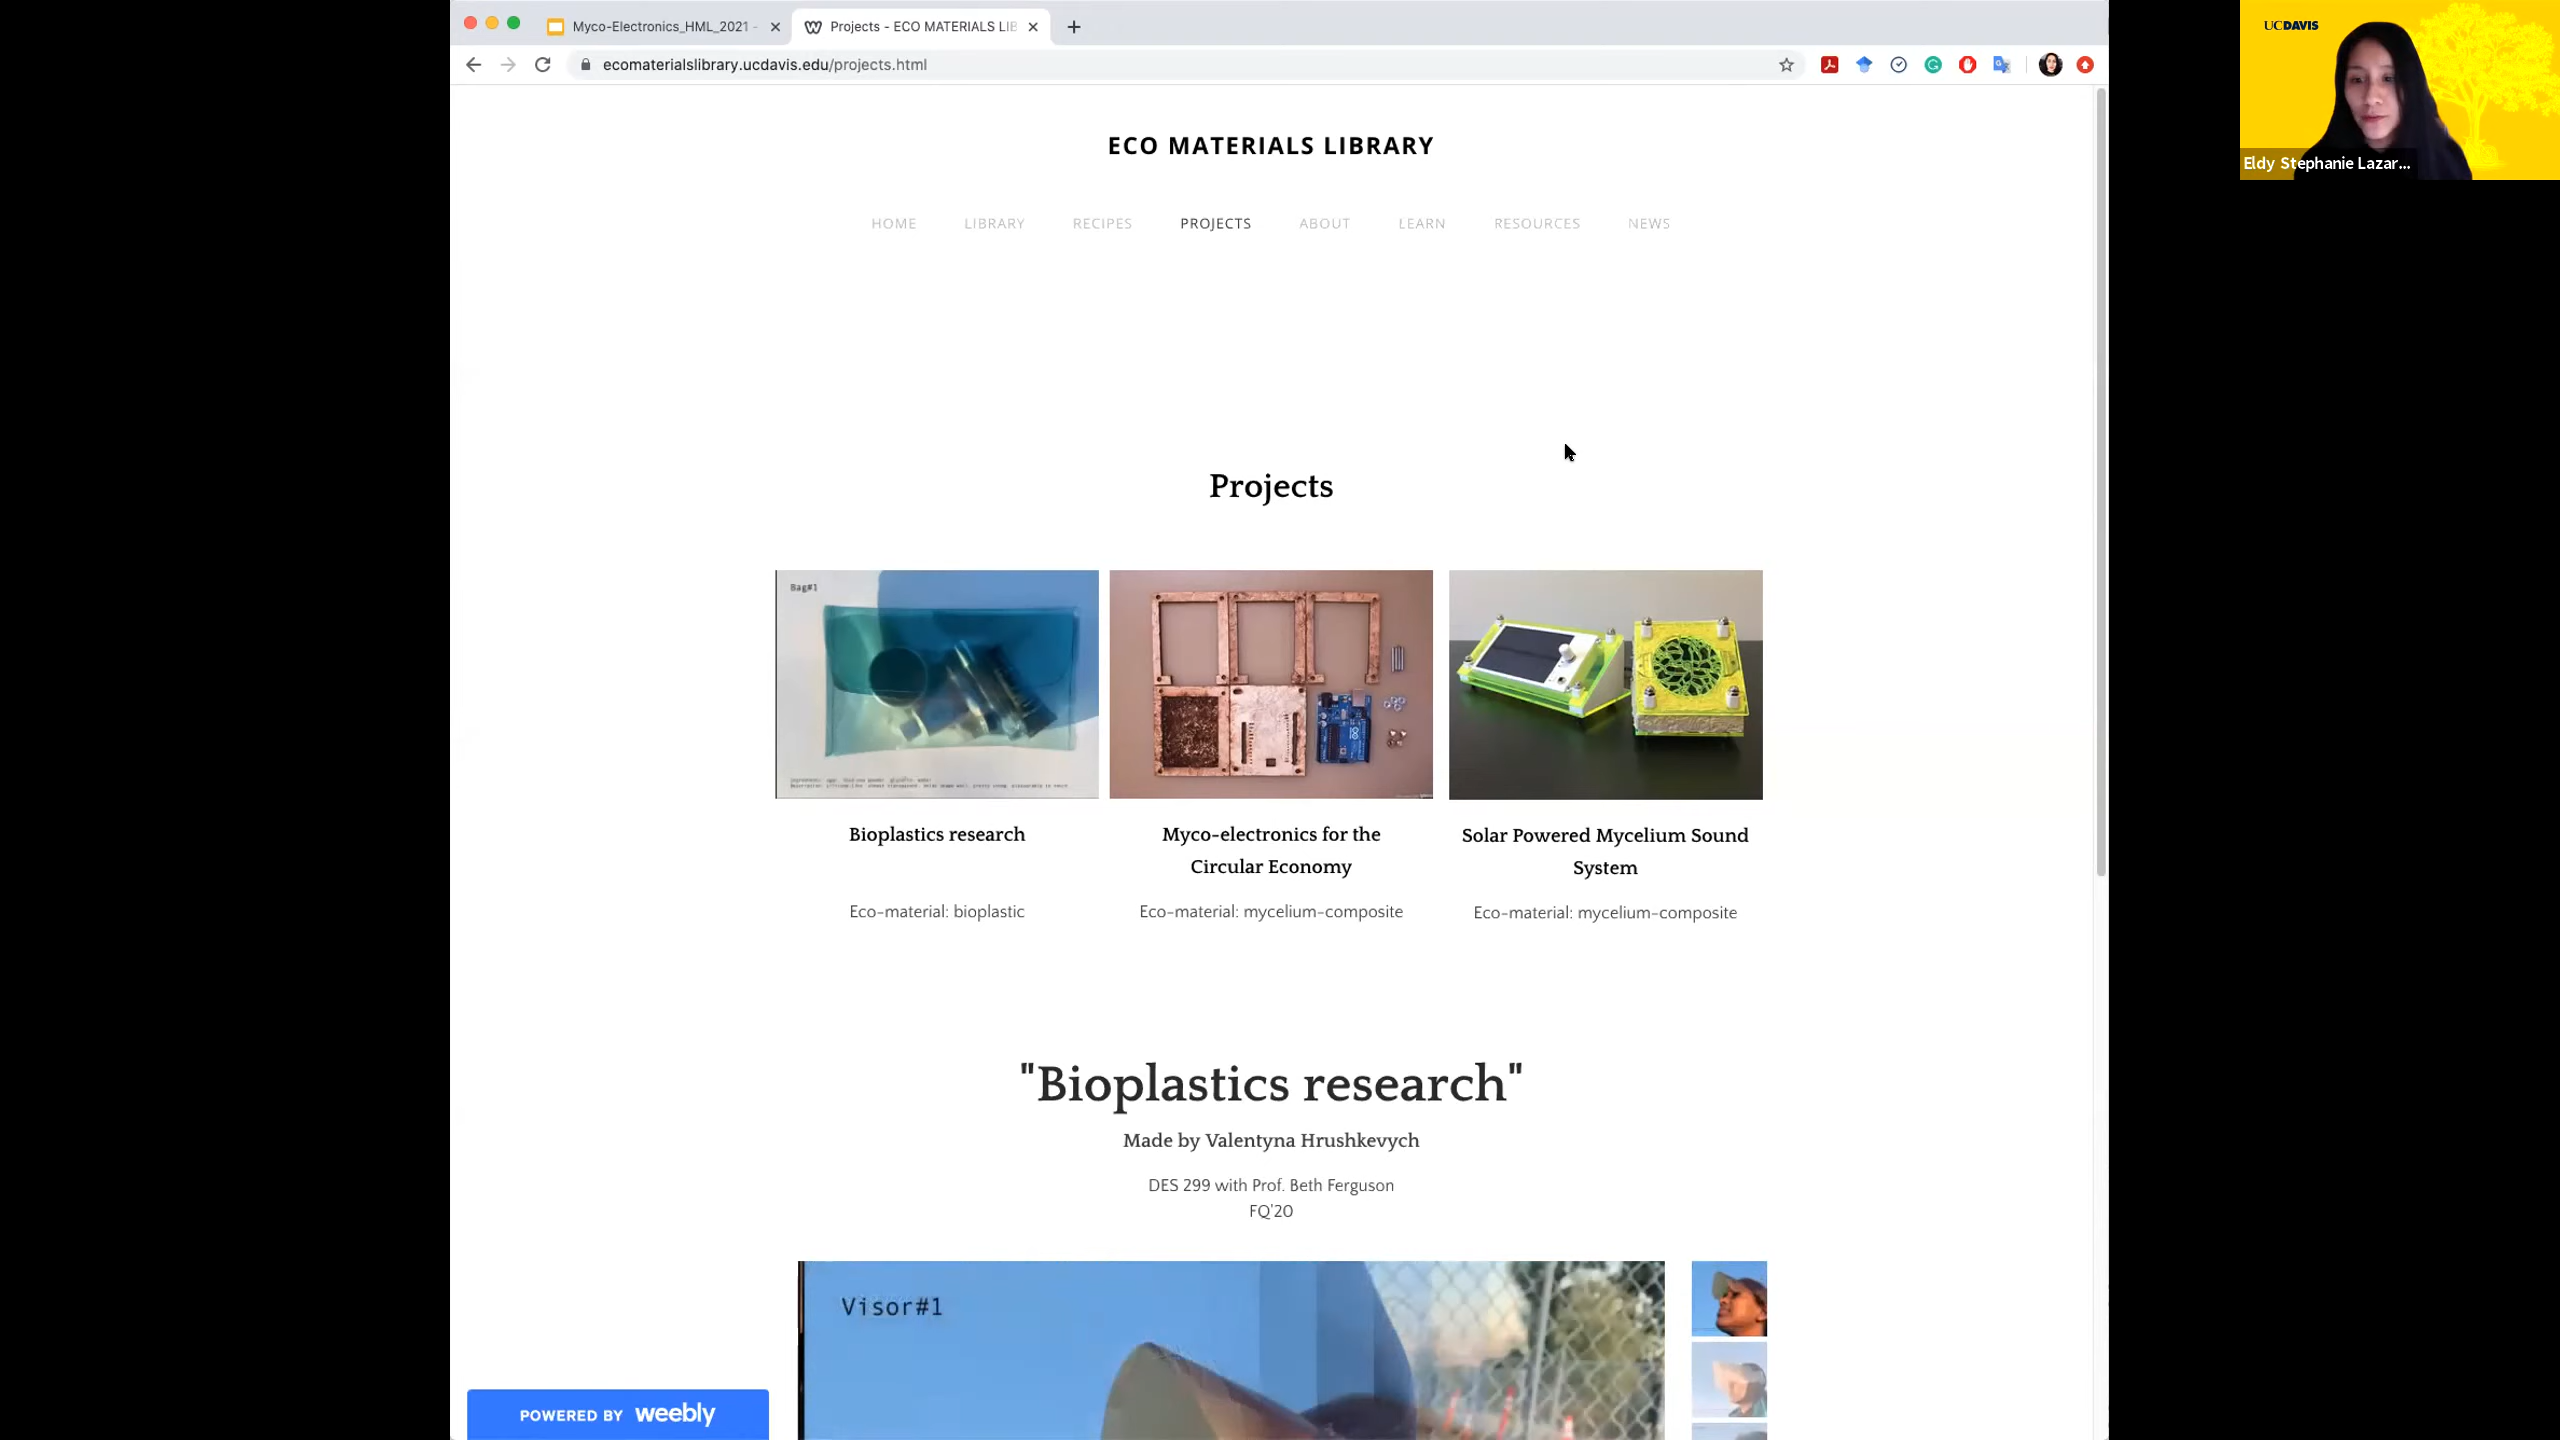 Myco-Electronics_HML_2021 -
Projects - ECO MATERIALS LIB
ecomaterialslibrary.ucdavis.edu/projects.html
UCDAVIS
Eldy Stephanie Lazar...
ECO MATERIALS LIBRARY
HOME LIBRARY RECIPES PROJECTS ABOUT LEARN RESOURCES NEWS
Projects
Bag#1
Bioplastics research
Eco-material: bioplastic
Myco-electronics for the
Circular Economy
Eco-material: mycelium-composite
Solar Powered Mycelium Sound
System
Eco-material: mycelium-composite
"Bioplastics research"
Made by Valentyna Hrushkevych
DES 299 with Prof. Beth Ferguson
FQ'20
Visor#1
POWERED BY weebly